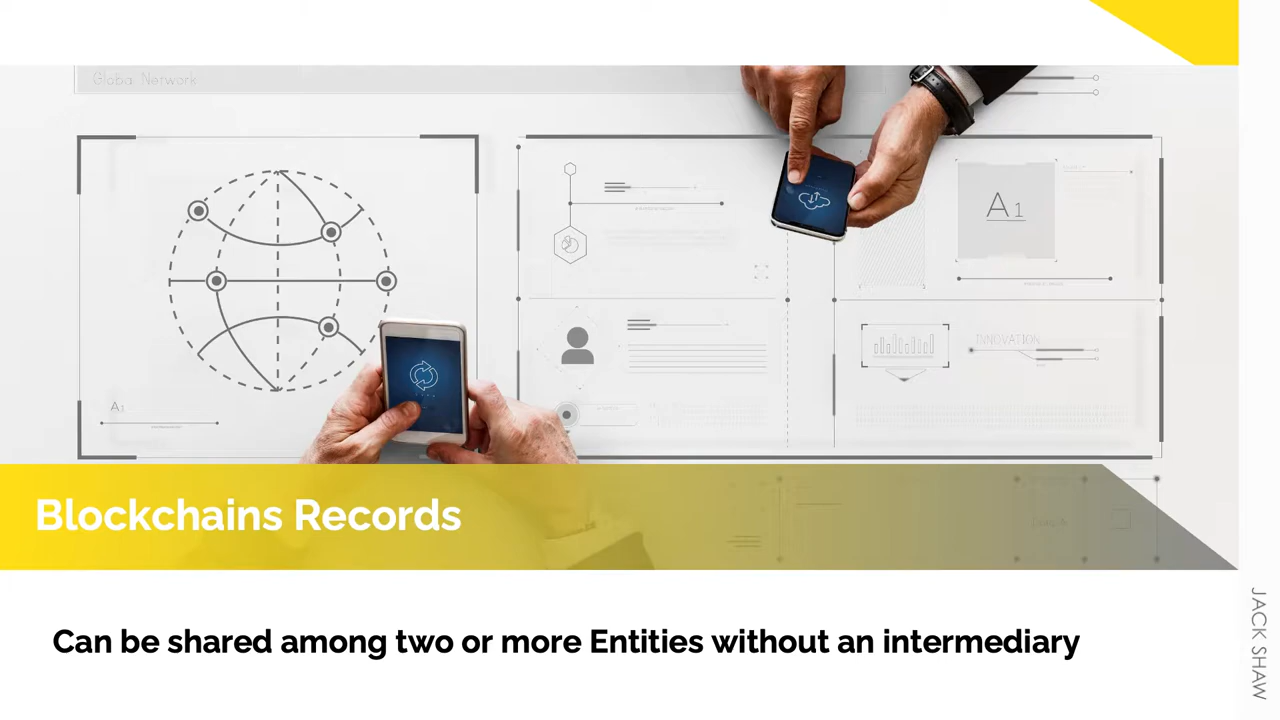 Global Network
A1
INNOVATION
A1
Blockchains Records
Can be shared among two or more Entities without an intermediary
JACK SHAW